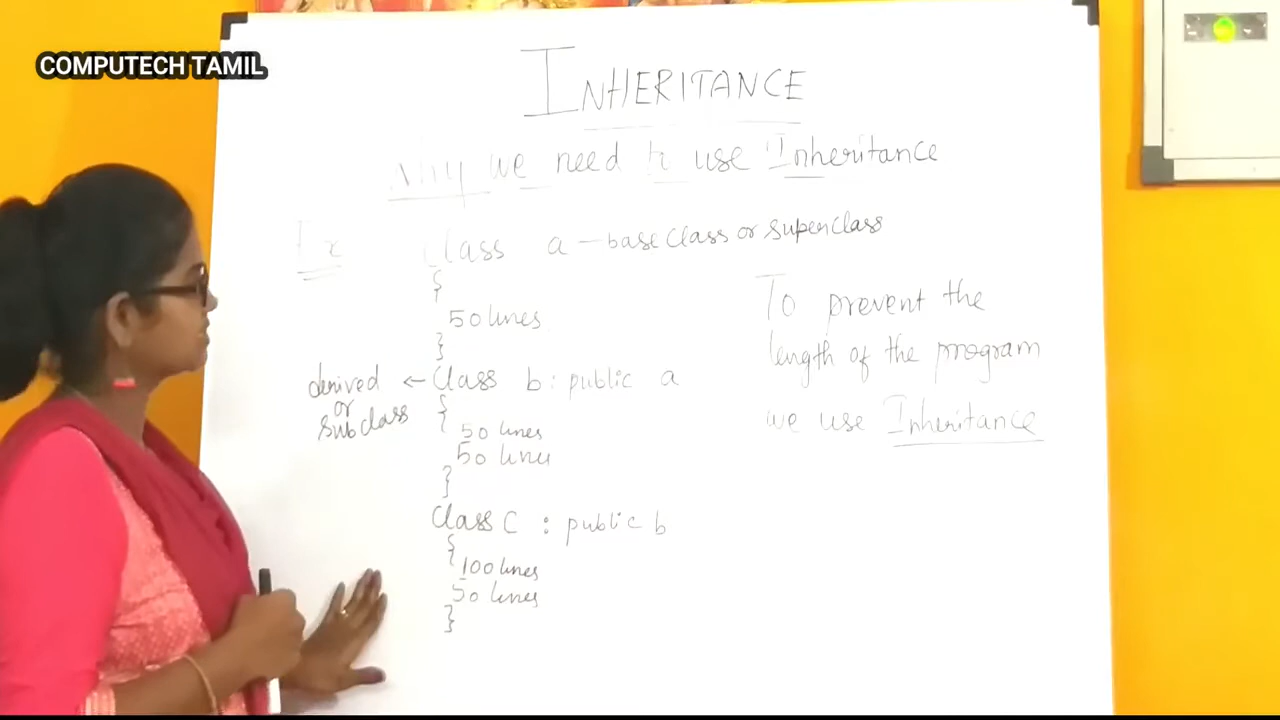 COMPUTECH TAMIL
INHERITANCE
Why we need to use Inheritance
Ex Class a — base class or superclass
{
50 lines
}
derived or subclass ← Class b : public a
{
50 lines
50 lines
}
Class C : public b
{
100 lines
50 lines
}
To prevent the
length of the program
we use Inheritance